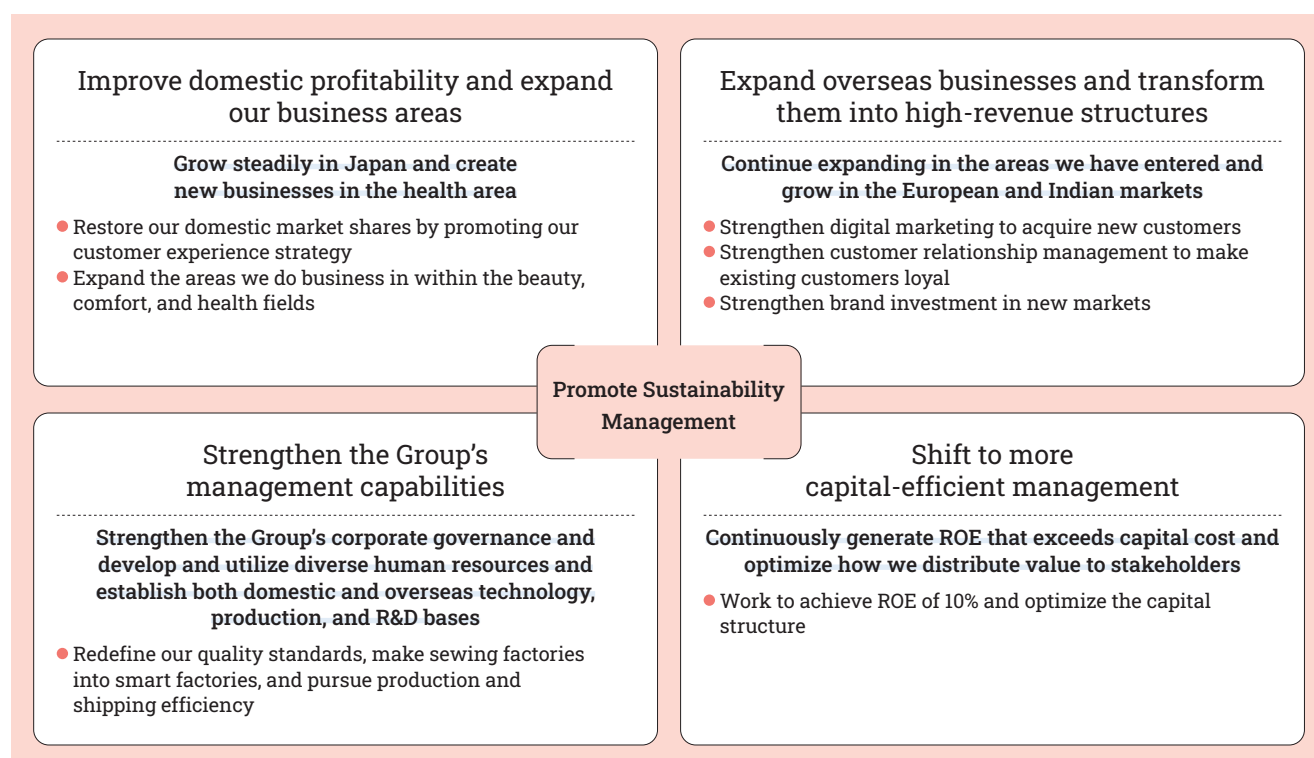 Improve domestic profitability and expand
our business areas
Grow steadily in Japan and create
new businesses in the health area
Restore our domestic market shares by promoting our
customer experience strategy
Expand the areas we do business in within the beauty,
comfort, and health fields
Expand overseas businesses and transform
them into high-revenue structures
Continue expanding in the areas we have entered and
grow in the European and Indian markets
Strengthen digital marketing to acquire new customers
Strengthen customer relationship management to make
existing customers loyal
Strengthen brand investment in new markets
Promote Sustainability
Management
Strengthen the Group’s
management capabilities
Strengthen the Group’s corporate governance and
develop and utilize diverse human resources and
establish both domestic and overseas technology,
production, and R&D bases
Redefine our quality standards, make sewing factories
into smart factories, and pursue production and
shipping efficiency
Shift to more
capital-efficient management
Continuously generate ROE that exceeds capital cost and
optimize how we distribute value to stakeholders
Work to achieve ROE of 10% and optimize the capital
structure